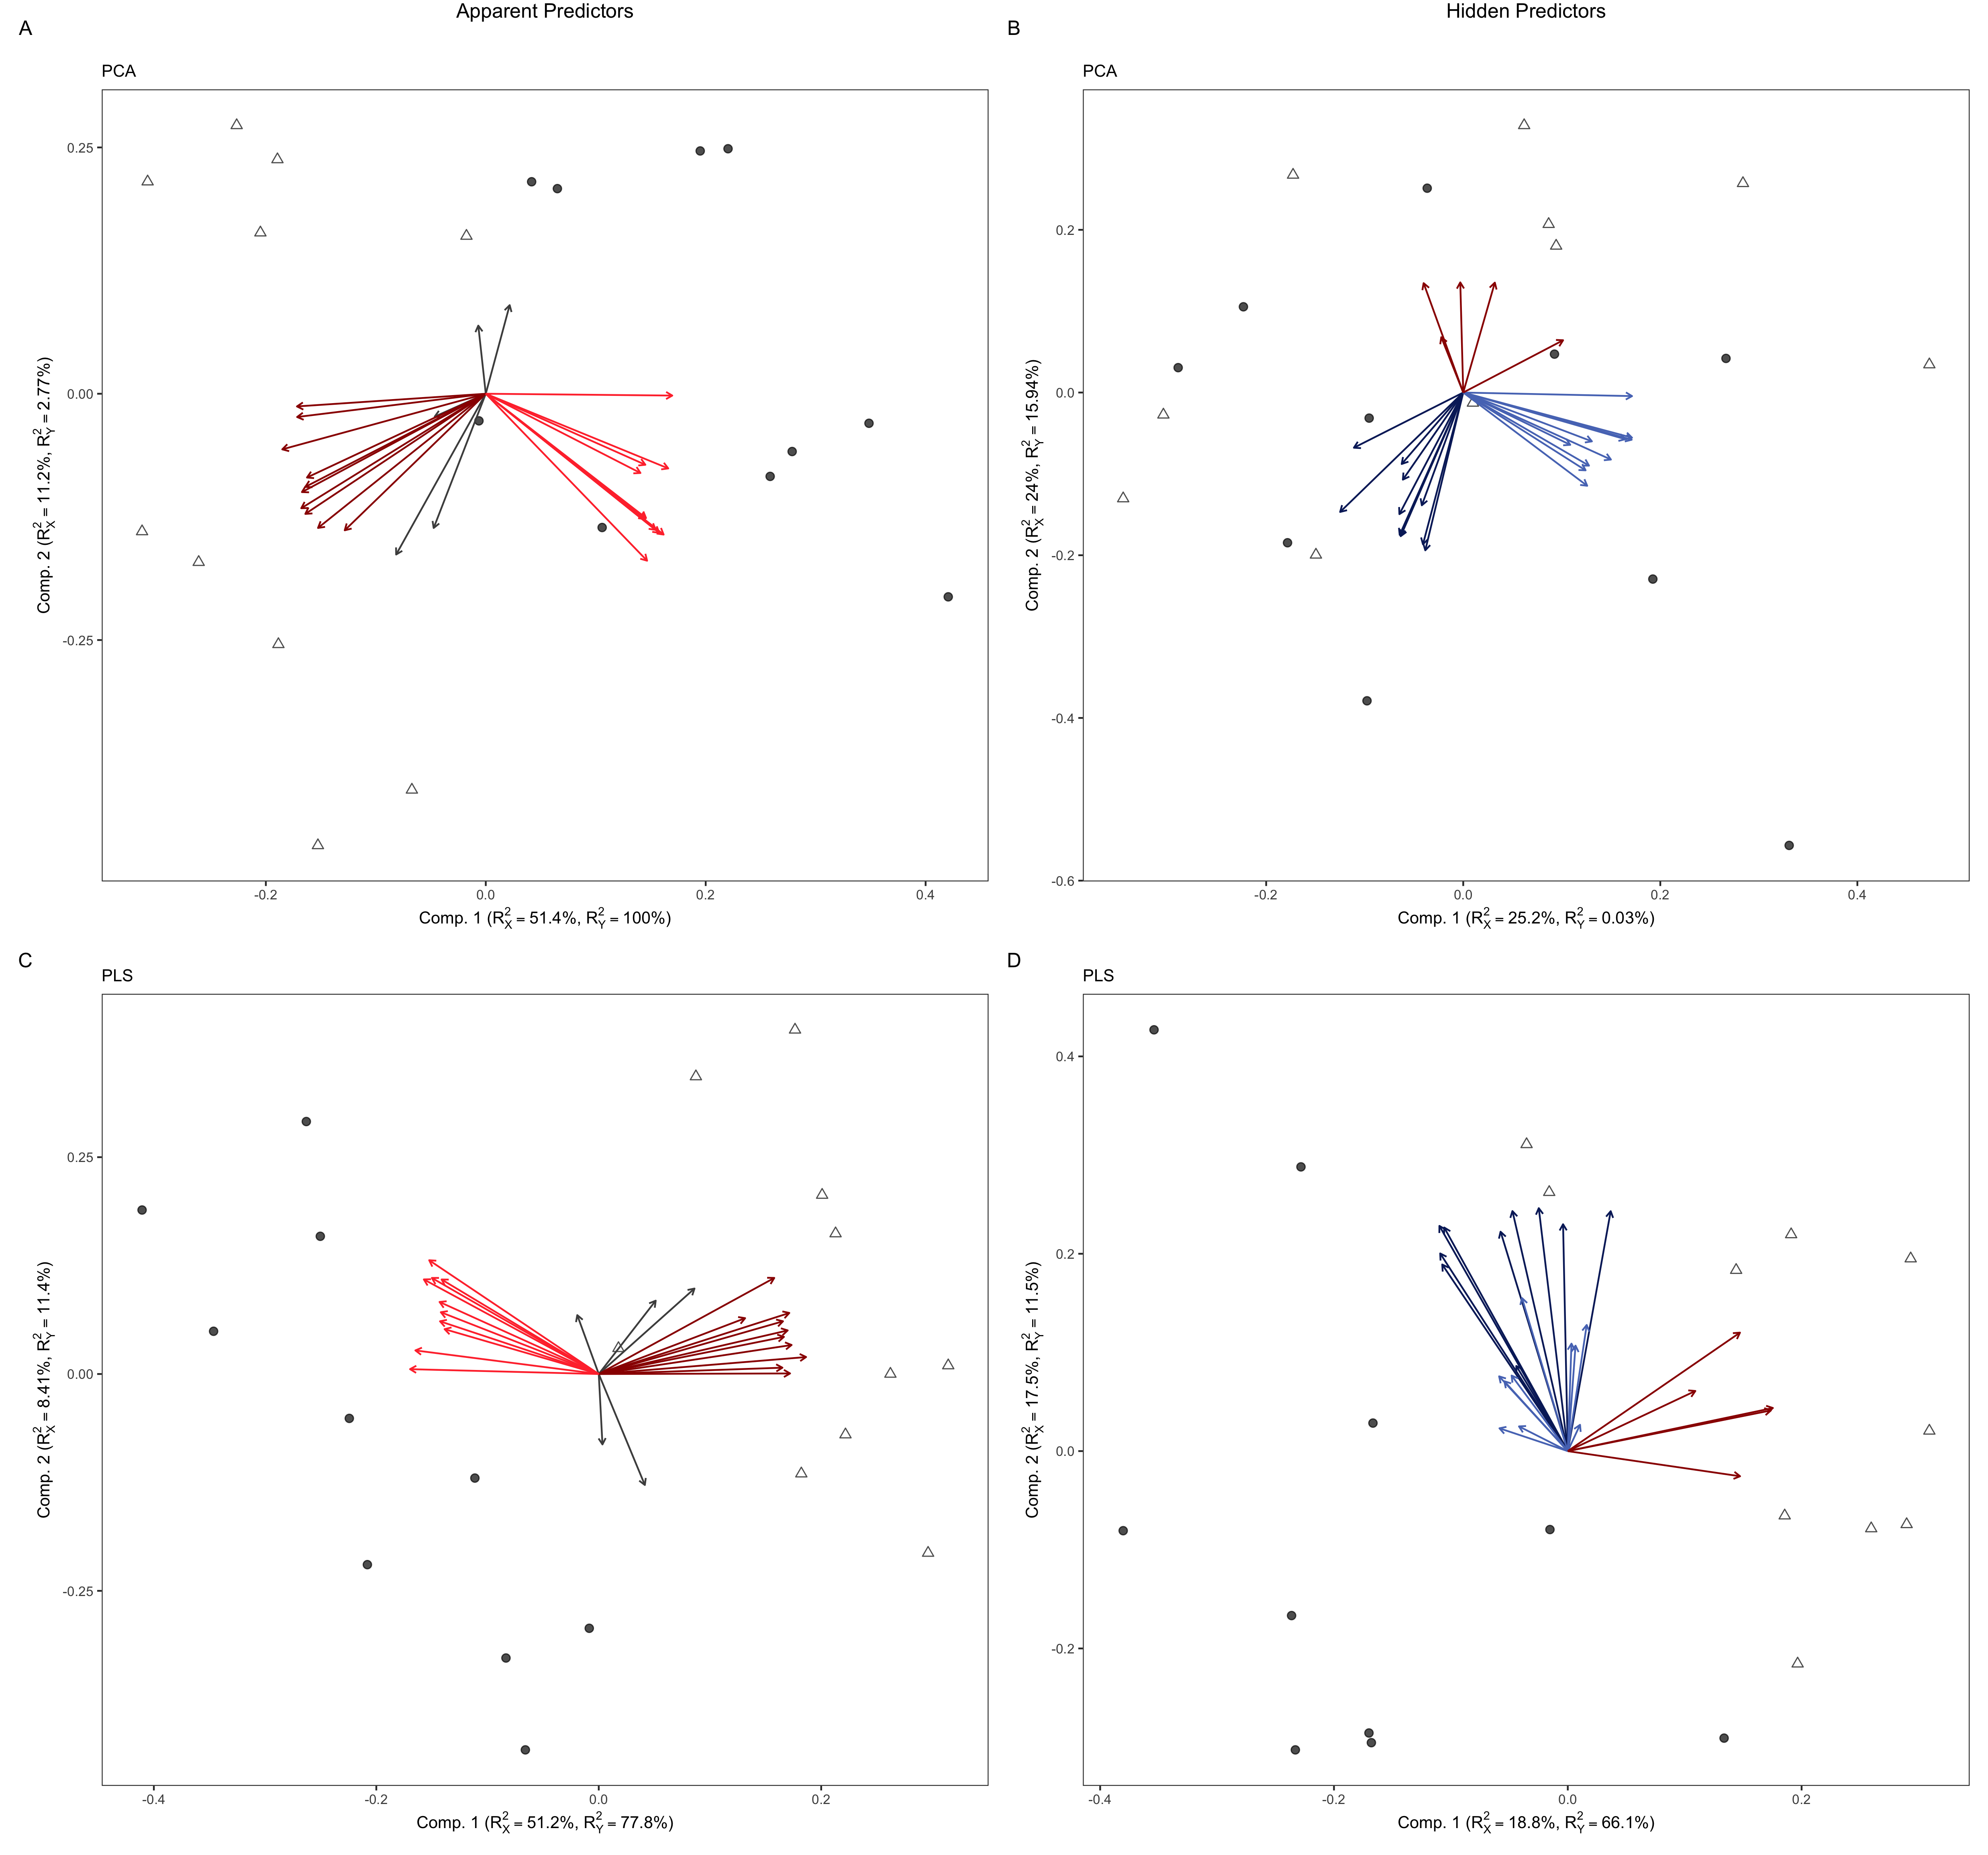 Apparent Predictors
Hidden Predictors
A
B
PCA
PCA
0.25
0.00
-0.25
Comp. 2 (R²X = 11.2%, R²Y = 2.77%)
-0.2
0.0
0.2
0.4
Comp. 1 (R²X = 51.4%, R²Y = 100%)
0.2
0.0
-0.2
-0.4
-0.6
Comp. 2 (R²X = 24%, R²Y = 15.94%)
-0.2
0.0
0.2
0.4
Comp. 1 (R²X = 25.2%, R²Y = 0.03%)
C
D
PLS
PLS
0.25
0.00
-0.25
Comp. 2 (R²X = 8.41%, R²Y = 11.4%)
-0.4
-0.2
0.0
0.2
Comp. 1 (R²X = 51.2%, R²Y = 77.8%)
0.4
0.2
0.0
-0.2
Comp. 2 (R²X = 17.5%, R²Y = 11.5%)
-0.4
-0.2
0.0
0.2
Comp. 1 (R²X = 18.8%, R²Y = 66.1%)